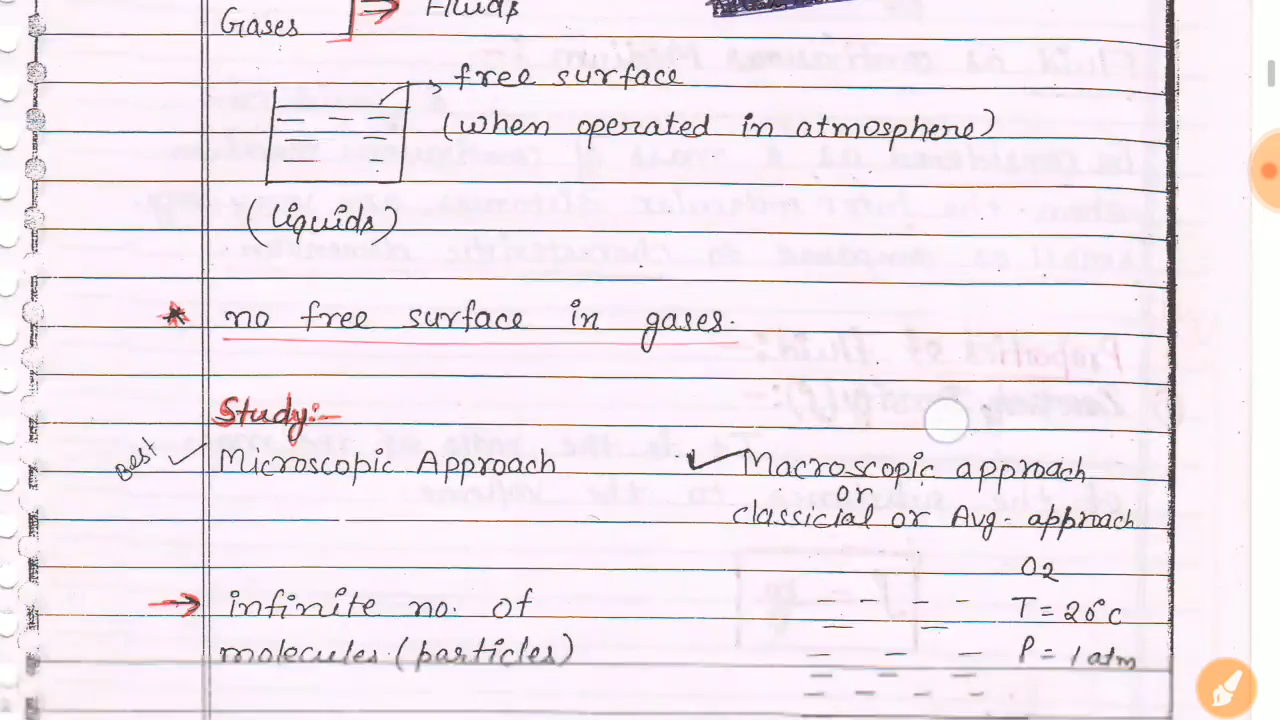 Gases → Fluids
free surface
(when operated in atmosphere)
(liquids)
* no free surface in gases.
Study:-
Best ✓ Microscopic Approach
✓ Macroscopic approach
or
classicial or Avg. approach
O2
→ infinite no. of
molecules.(particles)
T = 20°C
P = 1 atm